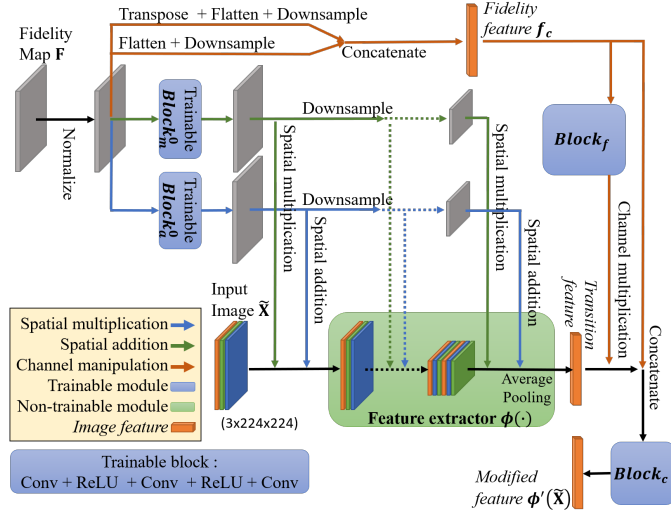 Fidelity
Map F
Transpose + Flatten + Downsample
Flatten + Downsample
Concatenate
Fidelity
feature f_c
Normalize
Trainable
Block_m^0
Downsample
Spatial multiplication
Spatial multiplication
Block_f
Trainable
Block_a^0
Downsample
Spatial addition
Spatial addition
Channel multiplication
Input
Image X̃
Transition
feature
Concatenate
Spatial multiplication
Spatial addition
Channel manipulation
Trainable module
Non-trainable module
Image feature
(3x224x224)
Average
Pooling
Feature extractor ϕ(·)
Trainable block :
Conv + ReLU + Conv + ReLU + Conv
Modified
feature ϕ′(X̃)
Block_c